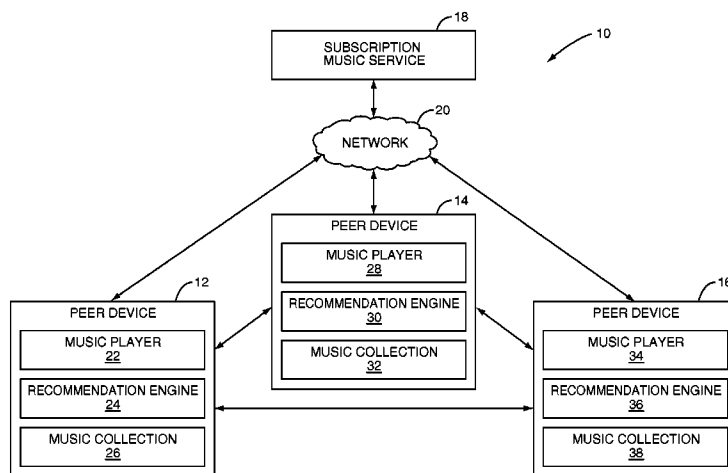 18
10
SUBSCRIPTION
MUSIC SERVICE
20
NETWORK
14
PEER DEVICE
MUSIC PLAYER
28
RECOMMENDATION ENGINE
30
MUSIC COLLECTION
32
12
PEER DEVICE
MUSIC PLAYER
22
RECOMMENDATION ENGINE
24
MUSIC COLLECTION
26
16
PEER DEVICE
MUSIC PLAYER
34
RECOMMENDATION ENGINE
36
MUSIC COLLECTION
38